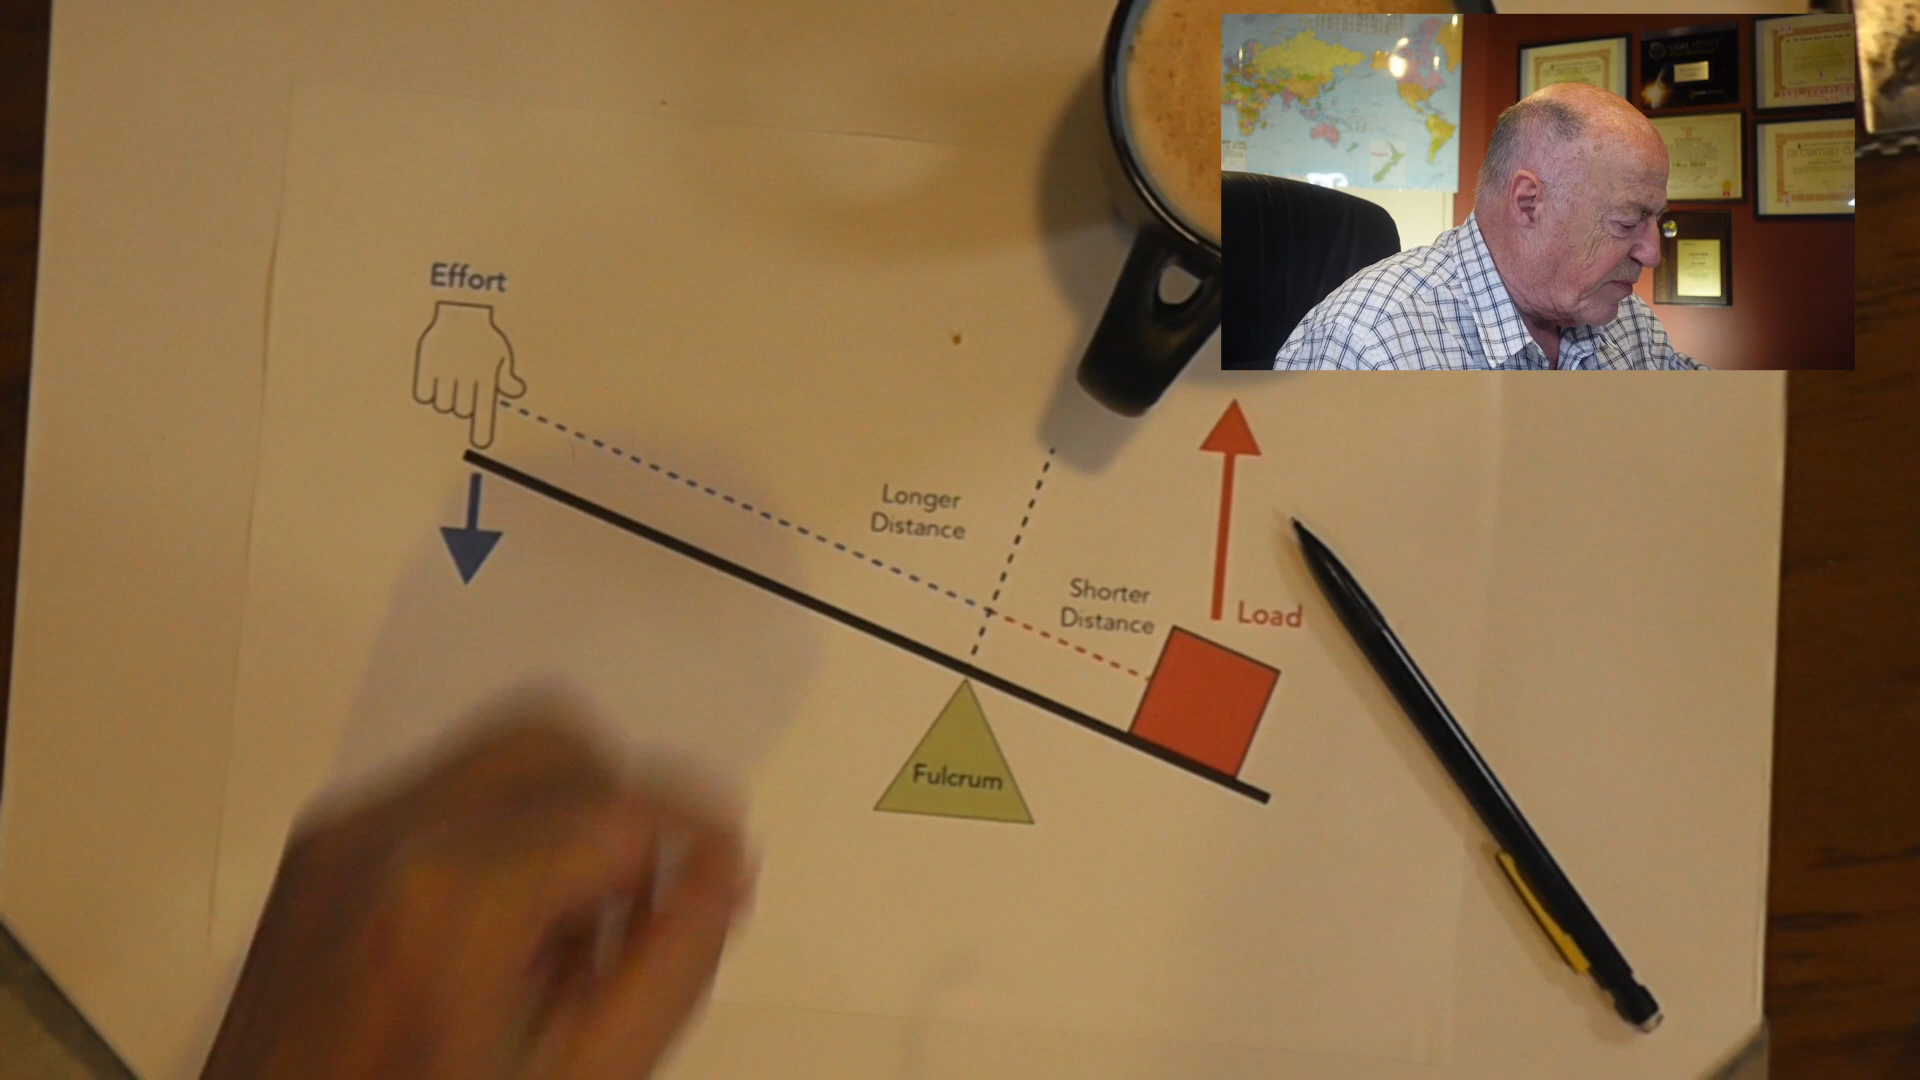 Effort
Longer
Distance
Shorter
Distance
Load
Fulcrum